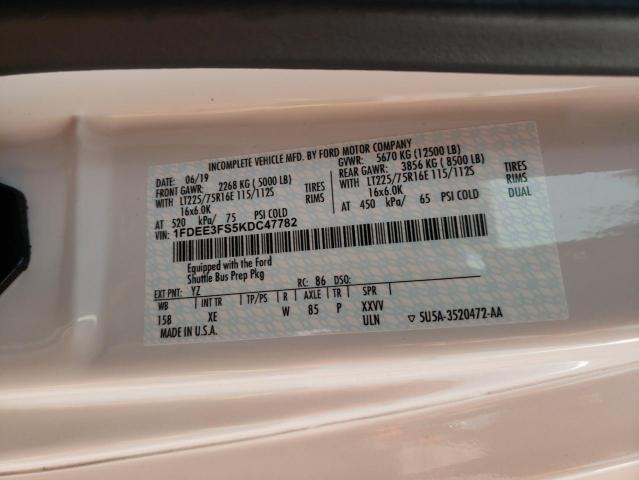 INCOMPLETE VEHICLE MFD. BY FORD MOTOR COMPANY
DATE: 06/19 GVWR: 5670 KG (12500 LB)
FRONT GAWR: 2268 KG ( 5000 LB) REAR GAWR: 3856 KG ( 8500 LB)
WITH LT225/75R16E 115/112S TIRES WITH LT225/75R16E 115/112S TIRES
16x6.0K RIMS 16x6.0K RIMS
AT 520 kPa/ 75 PSI COLD AT 450 kPa/ 65 PSI COLD DUAL
VIN: 1FDEE3FS5KDC47782
Equipped with the Ford
Shuttle Bus Prep Pkg
EXT PNT: YZ RC: 86 DSO:
WB INT TR TP/PS R AXLE TR SPR
158 XE W 85 P XXVV
MADE IN U.S.A. ULN ▽ 5U5A-3520472-AA